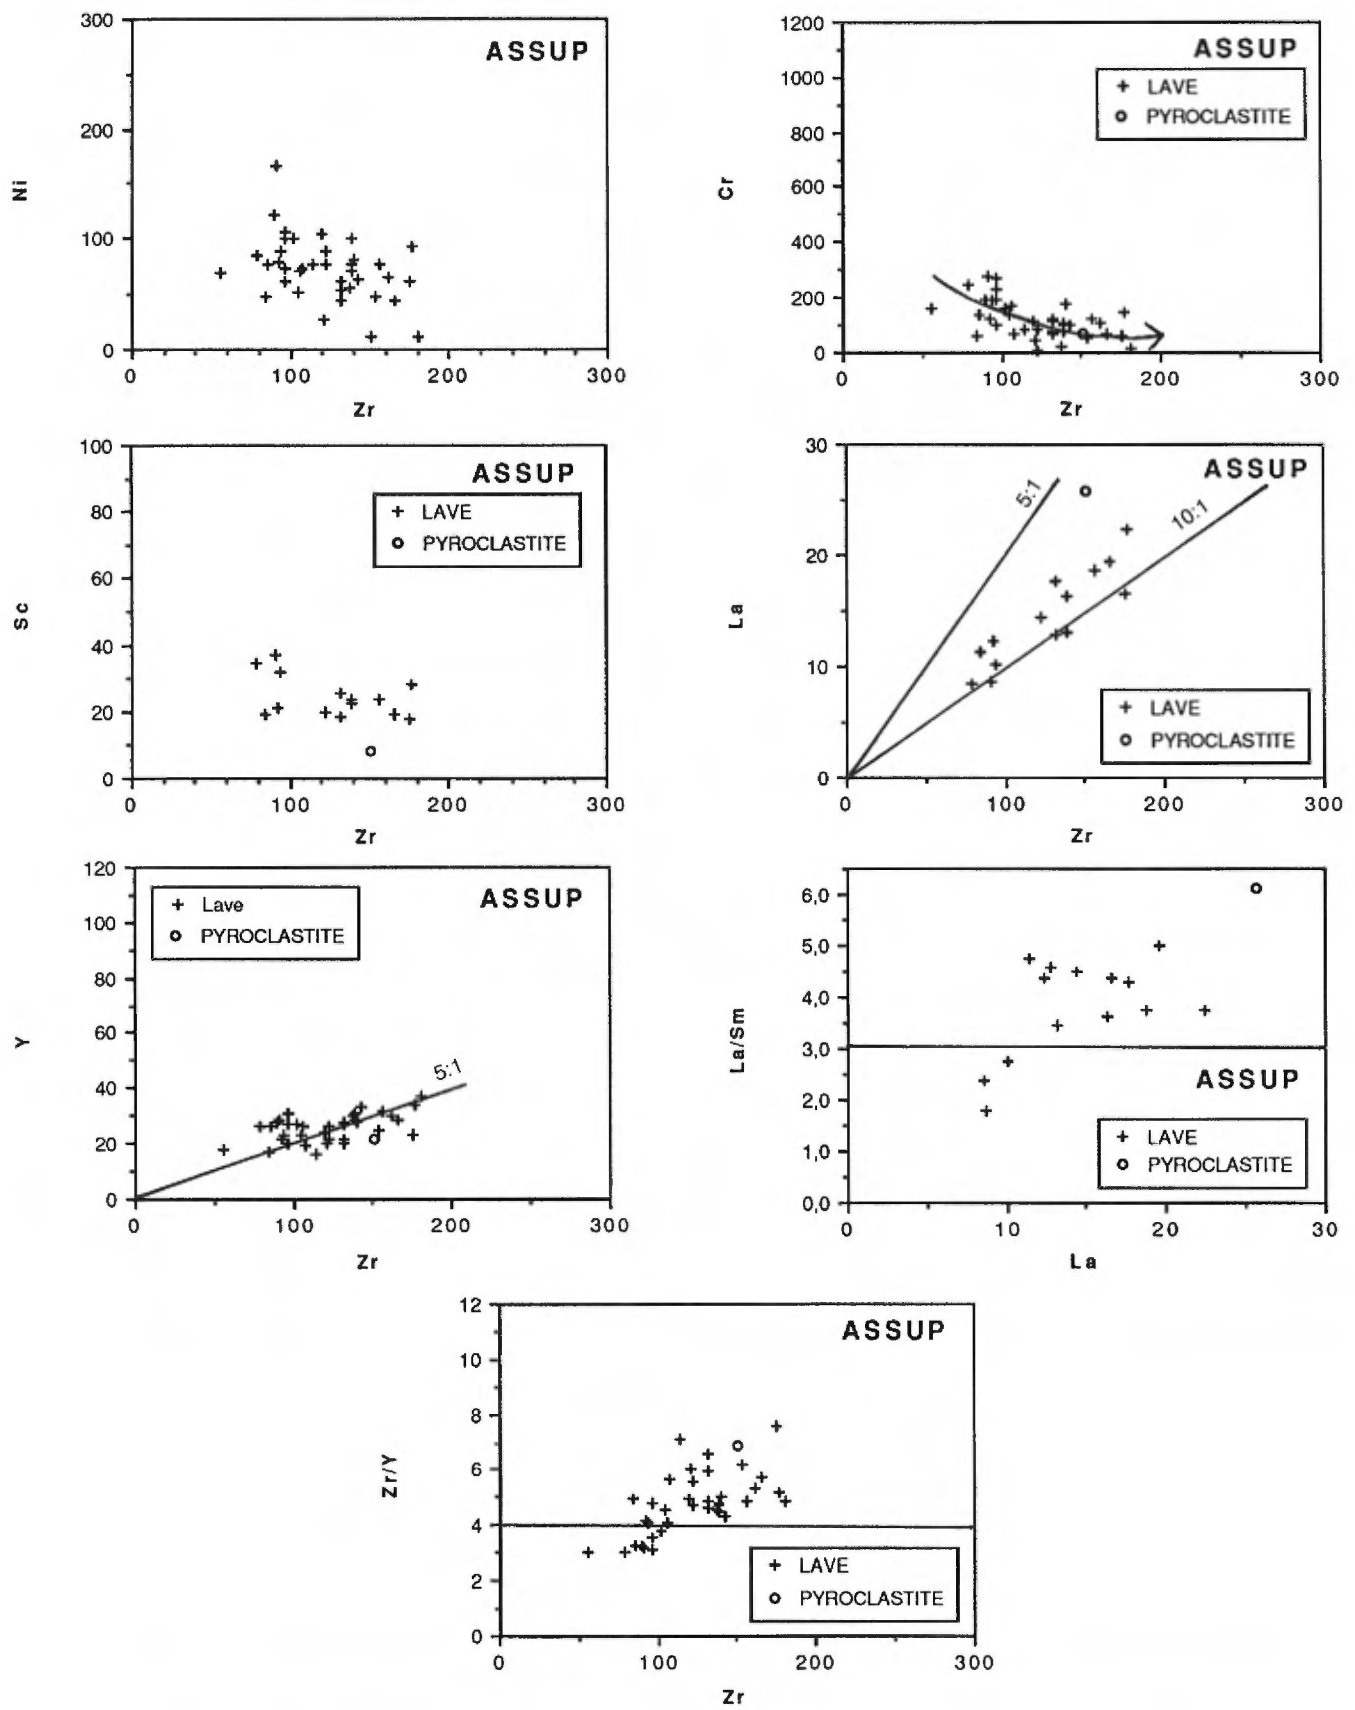 300
200
100
0
Ni
ASSUP
0 100 200 300
Zr
1200
1000
800
600
400
200
0
Cr
ASSUP
LAVE
PYROCLASTITE
0 100 200 300
Zr
100
80
60
40
20
0
Sc
ASSUP
LAVE
PYROCLASTITE
0 100 200 300
Zr
30
20
10
0
La
ASSUP
5:1
10:1
LAVE
PYROCLASTITE
0 100 200 300
Zr
120
100
80
60
40
20
0
Y
Lave
PYROCLASTITE
ASSUP
5:1
0 100 200 300
Zr
6,0
5,0
4,0
3,0
2,0
1,0
0,0
La/Sm
ASSUP
LAVE
PYROCLASTITE
0 10 20 30
La
12
10
8
6
4
2
0
Zr/Y
ASSUP
LAVE
PYROCLASTITE
0 100 200 300
Zr